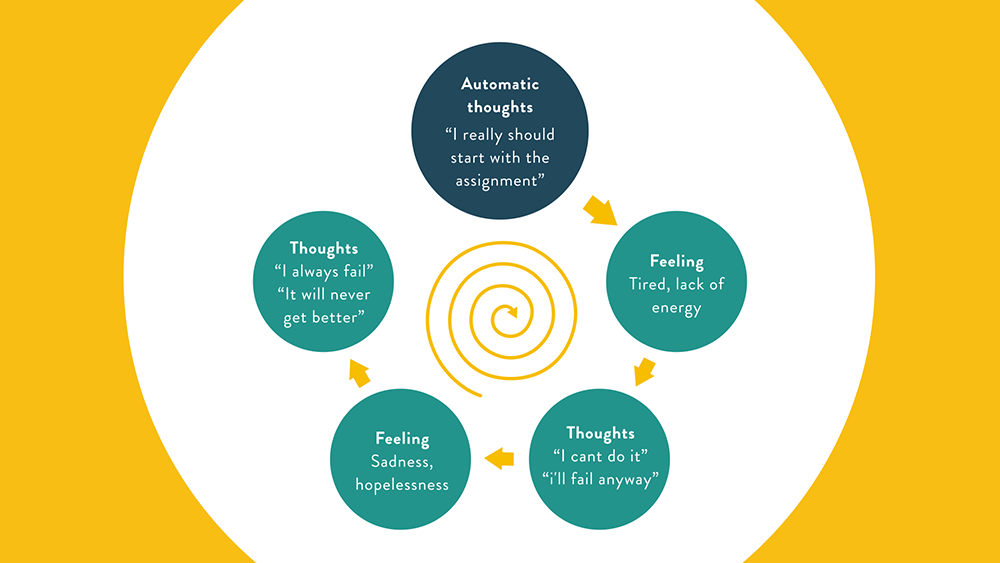 Automatic
thoughts
“I really should
start with the
assignment”
Feeling
Tired, lack of
energy
Thoughts
“I cant do it”
“i'll fail anyway”
Feeling
Sadness,
hopelessness
Thoughts
“I always fail”
“It will never
get better”